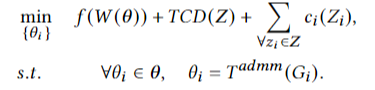 min f(W(θ)) + TCD(Z) + ∑ c_i(Z_i),
{θ_i} ∀z_i∈Z
s.t. ∀θ_i ∈ θ, θ_i = T^{admm}(G_i).